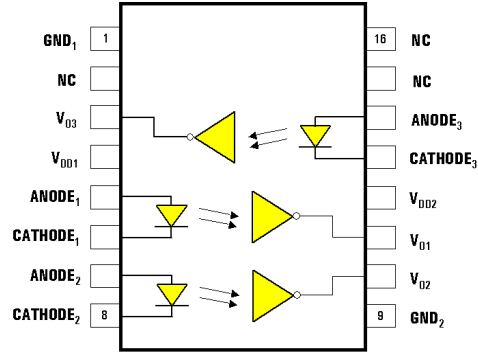 GND1 1 16 NC
NC NC
VO3 ANODE3
VDD1 CATHODE3
ANODE1 VDD2
CATHODE1 VO1
ANODE2 VO2
CATHODE2 8 9 GND2